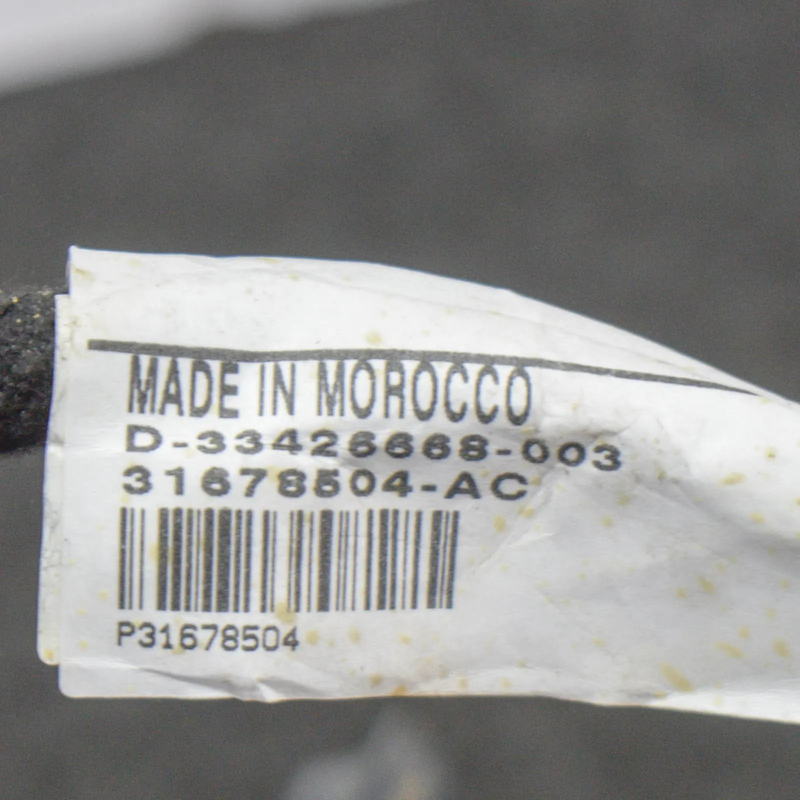 MADE IN MOROCCO
D-33426668-003
31678504-AC
P31678504